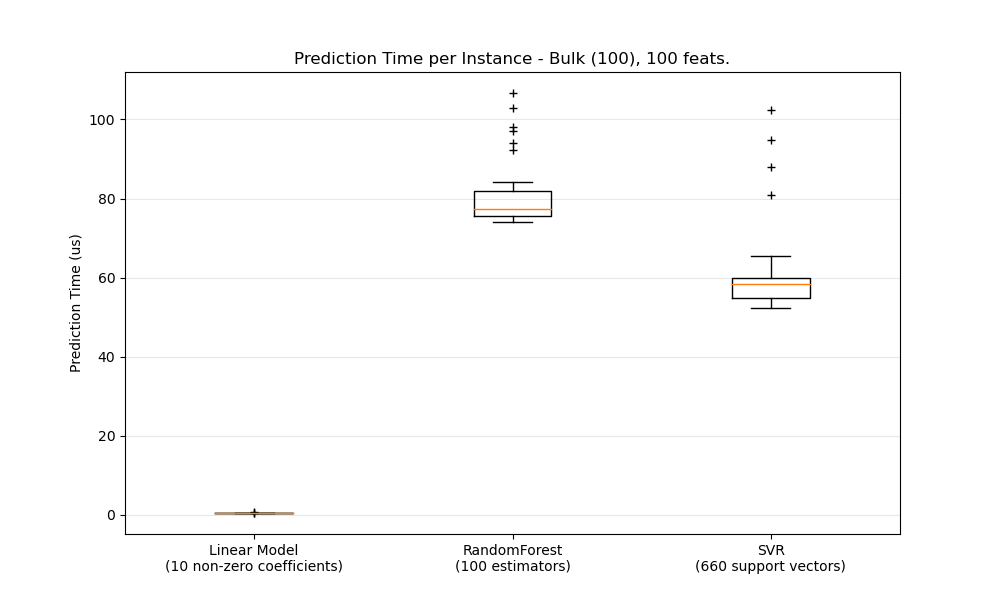 Prediction Time per Instance - Bulk (100), 100 feats.
Prediction Time (us)
100
80
60
40
20
0
Linear Model
(10 non-zero coefficients)
RandomForest
(100 estimators)
SVR
(660 support vectors)